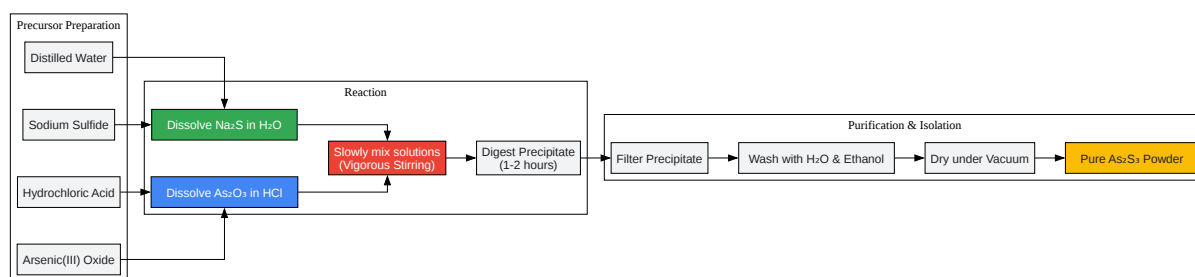 Precursor Preparation
Distilled Water
Sodium Sulfide
Hydrochloric Acid
Arsenic(III) Oxide
Reaction
Dissolve Na₂S in H₂O
Dissolve As₂O₃ in HCl
Slowly mix solutions
(Vigorous Stirring)
Digest Precipitate
(1-2 hours)
Purification & Isolation
Filter Precipitate
Wash with H₂O & Ethanol
Dry under Vacuum
Pure As₂S₃ Powder